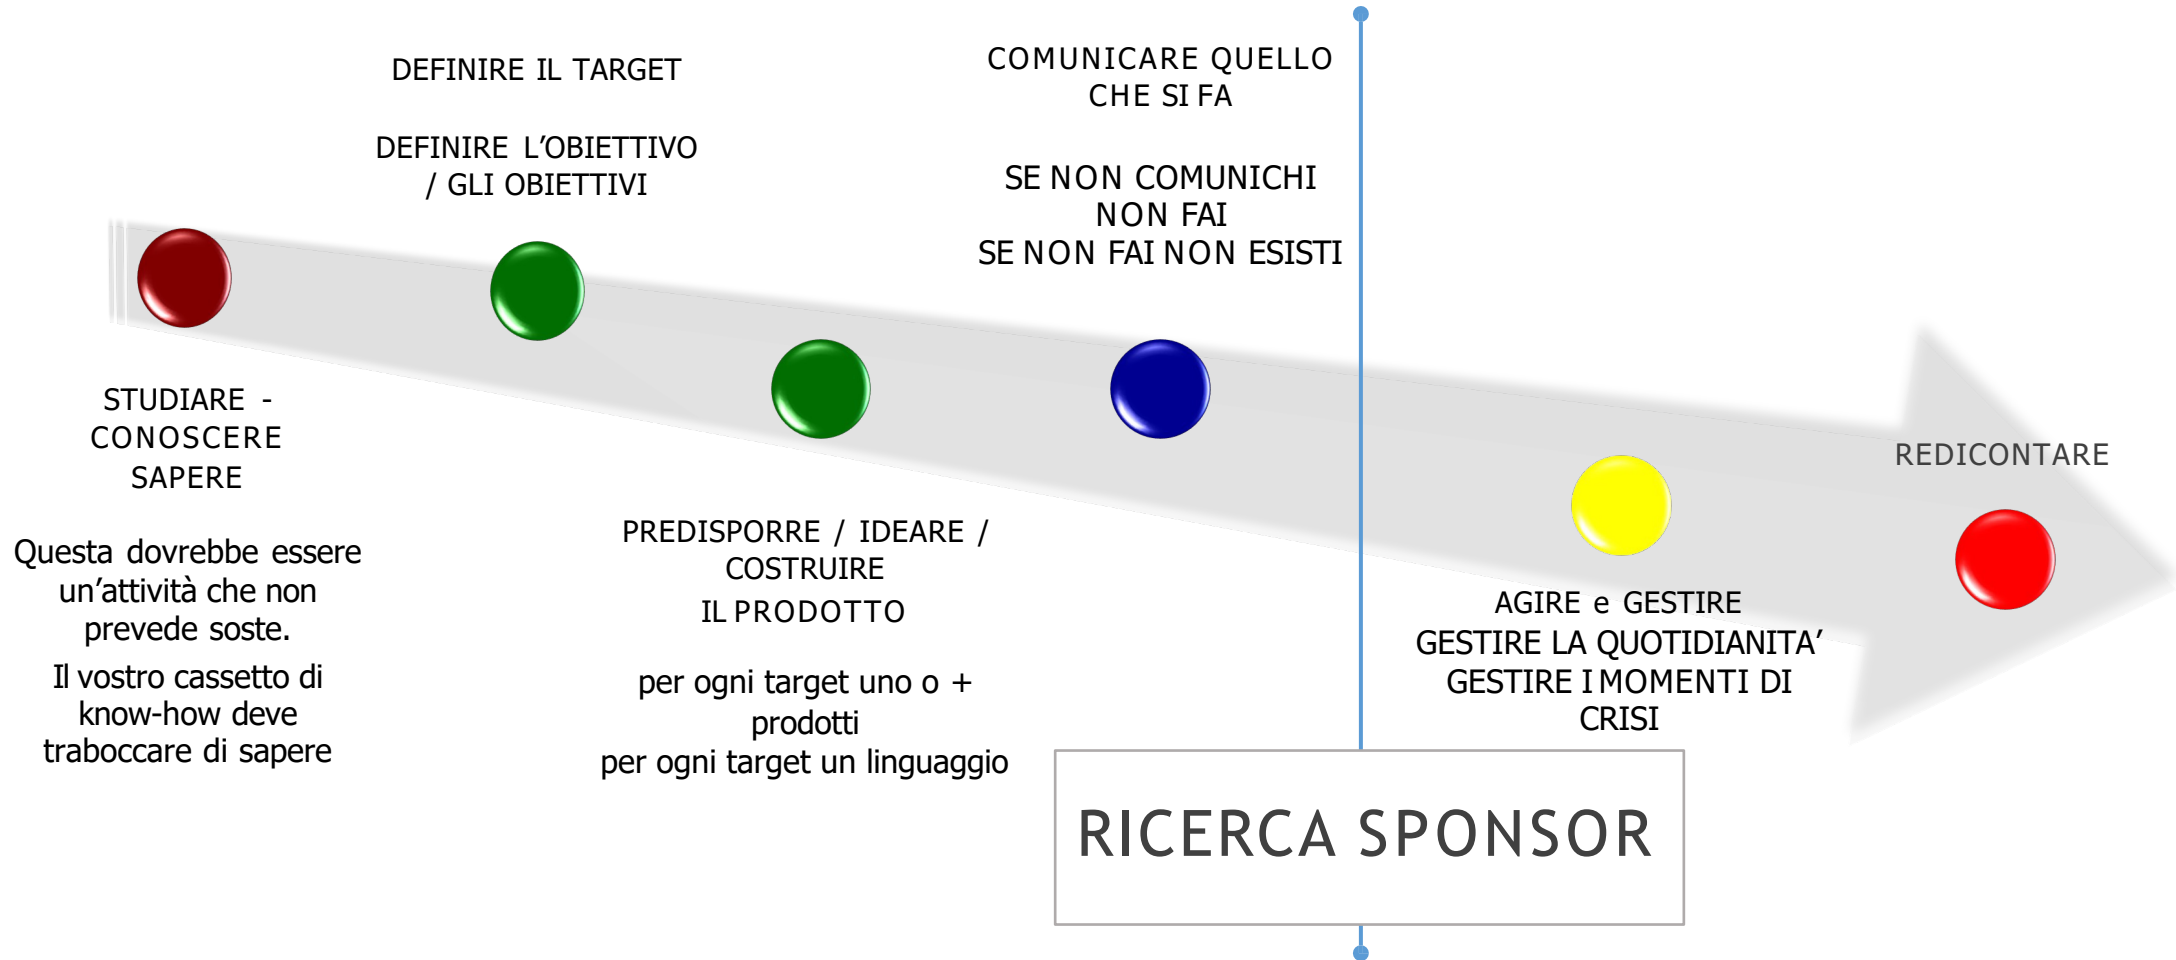 STUDIARE -
CONOSCERE
SAPERE
Questa dovrebbe essere
un’attività che non
prevede soste.
Il vostro cassetto di
know-how deve
traboccare di sapere
DEFINIRE IL TARGET
DEFINIRE L’OBIETTIVO
/ GLI OBIETTIVI
PREDISPORRE / IDEARE /
COSTRUIRE
IL PRODOTTO
per ogni target uno o +
prodotti
per ogni target un linguaggio
COMUNICARE QUELLO
CHE SI FA
SE NON COMUNICHI
NON FAI
SE NON FAI NON ESISTI
RICERCA SPONSOR
AGIRE e GESTIRE
GESTIRE LA QUOTIDIANITA’
GESTIRE I MOMENTI DI
CRISI
REDICONTARE